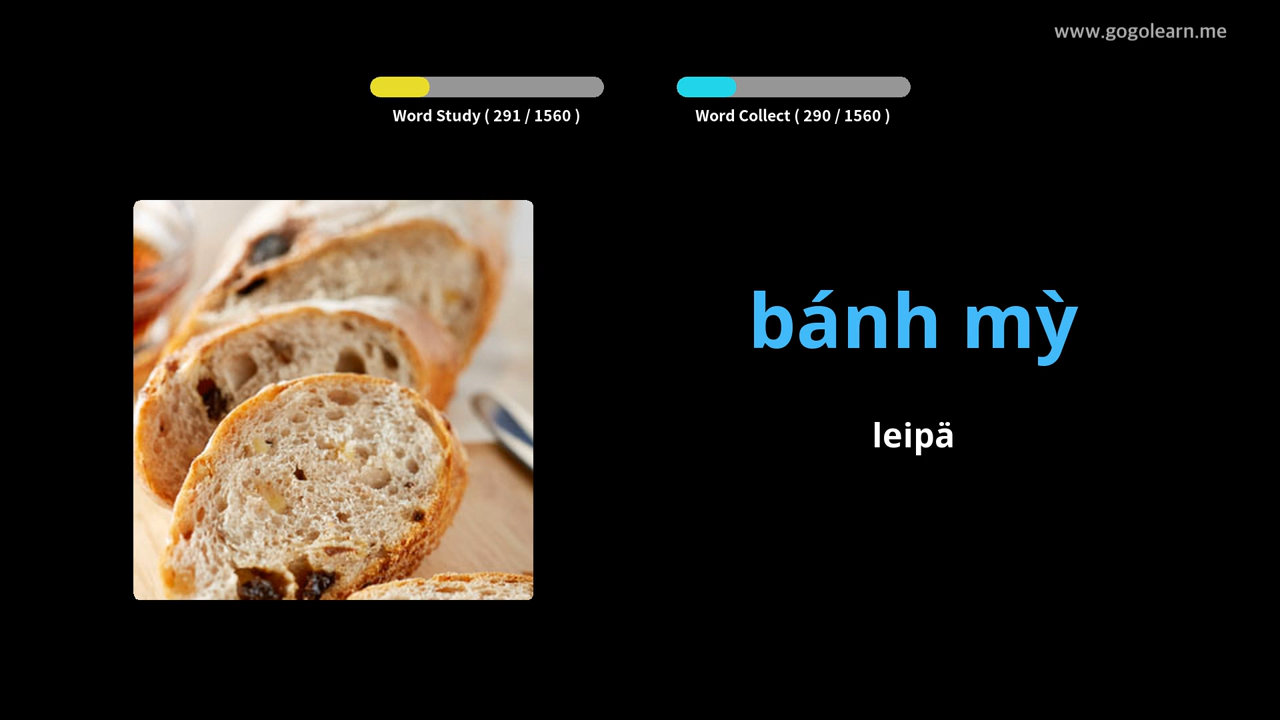 www.gogolearn.me
Word Study ( 291 / 1560 )
Word Collect ( 290 / 1560 )
bánh mỳ
leipä